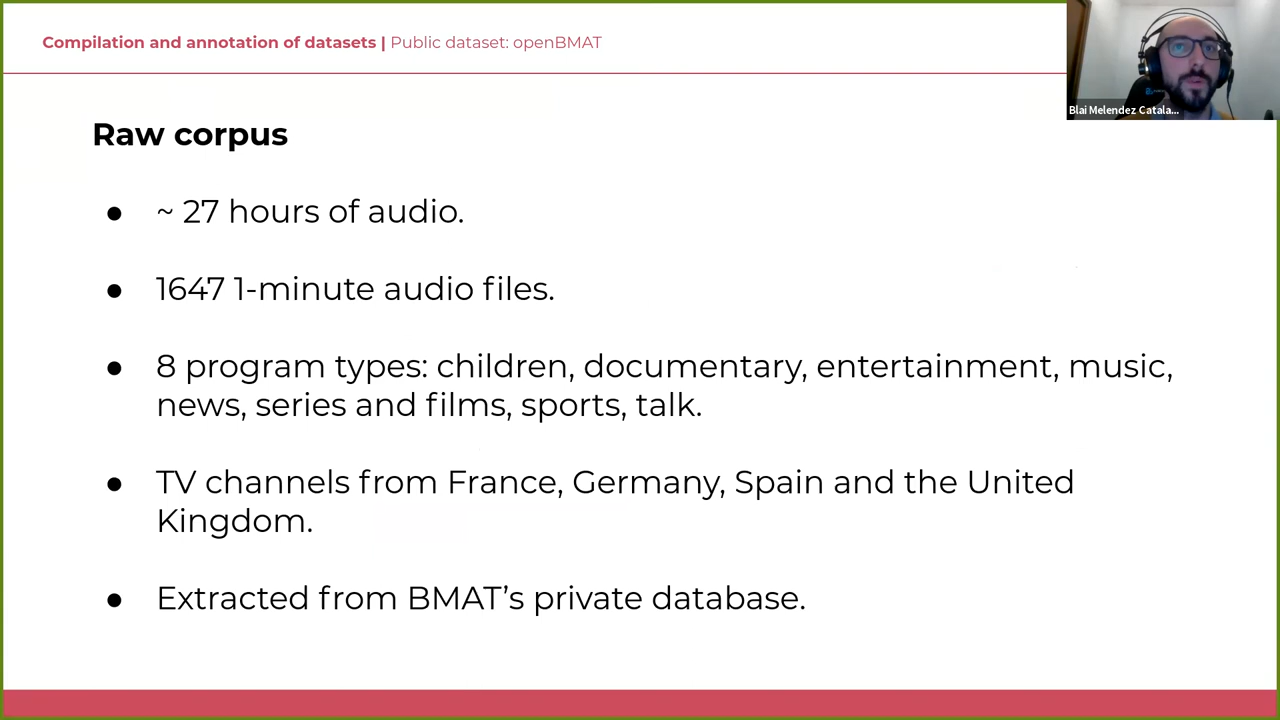 Compilation and annotation of datasets | Public dataset: openBMAT
Blai Melendez Catala...
Raw corpus
● ~ 27 hours of audio.
● 1647 1-minute audio files.
● 8 program types: children, documentary, entertainment, music,
news, series and films, sports, talk.
● TV channels from France, Germany, Spain and the United
Kingdom.
● Extracted from BMAT’s private database.